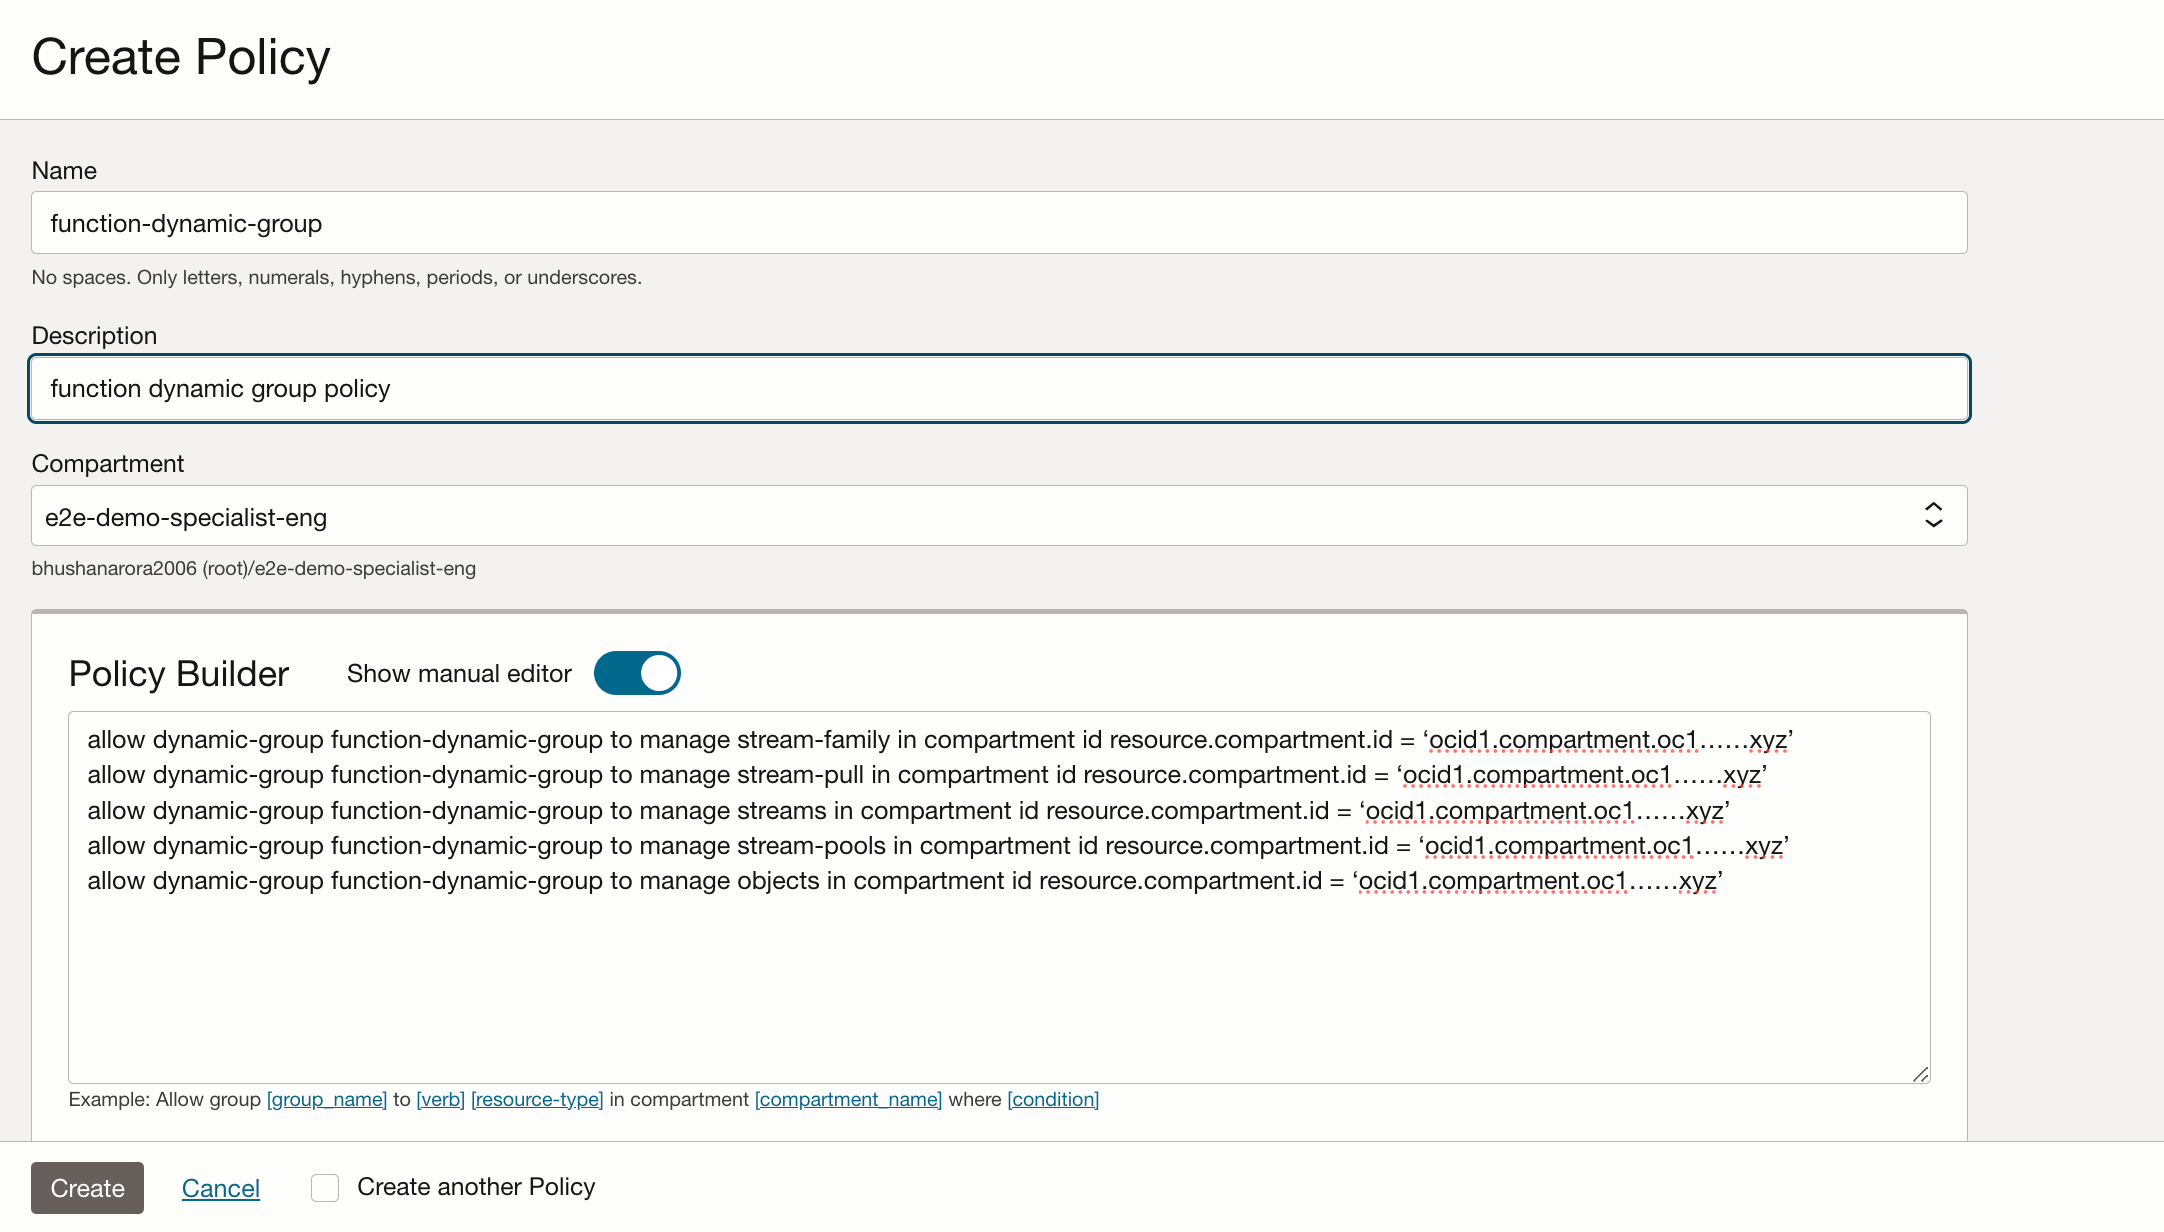 Create Policy
Name
function-dynamic-group
No spaces. Only letters, numerals, hyphens, periods, or underscores.
Description
function dynamic group policy
Compartment
e2e-demo-specialist-eng
bhushanarora2006 (root)/e2e-demo-specialist-eng
Policy Builder Show manual editor
allow dynamic-group function-dynamic-group to manage stream-family in compartment id resource.compartment.id = ‘ocid1.compartment.oc1……xyz’
allow dynamic-group function-dynamic-group to manage stream-pull in compartment id resource.compartment.id = ‘ocid1.compartment.oc1……xyz’
allow dynamic-group function-dynamic-group to manage streams in compartment id resource.compartment.id = ‘ocid1.compartment.oc1……xyz’
allow dynamic-group function-dynamic-group to manage stream-pools in compartment id resource.compartment.id = ‘ocid1.compartment.oc1……xyz’
allow dynamic-group function-dynamic-group to manage objects in compartment id resource.compartment.id = ‘ocid1.compartment.oc1……xyz’
Example: Allow group [group_name] to [verb] [resource-type] in compartment [compartment_name] where [condition]
Create Cancel Create another Policy